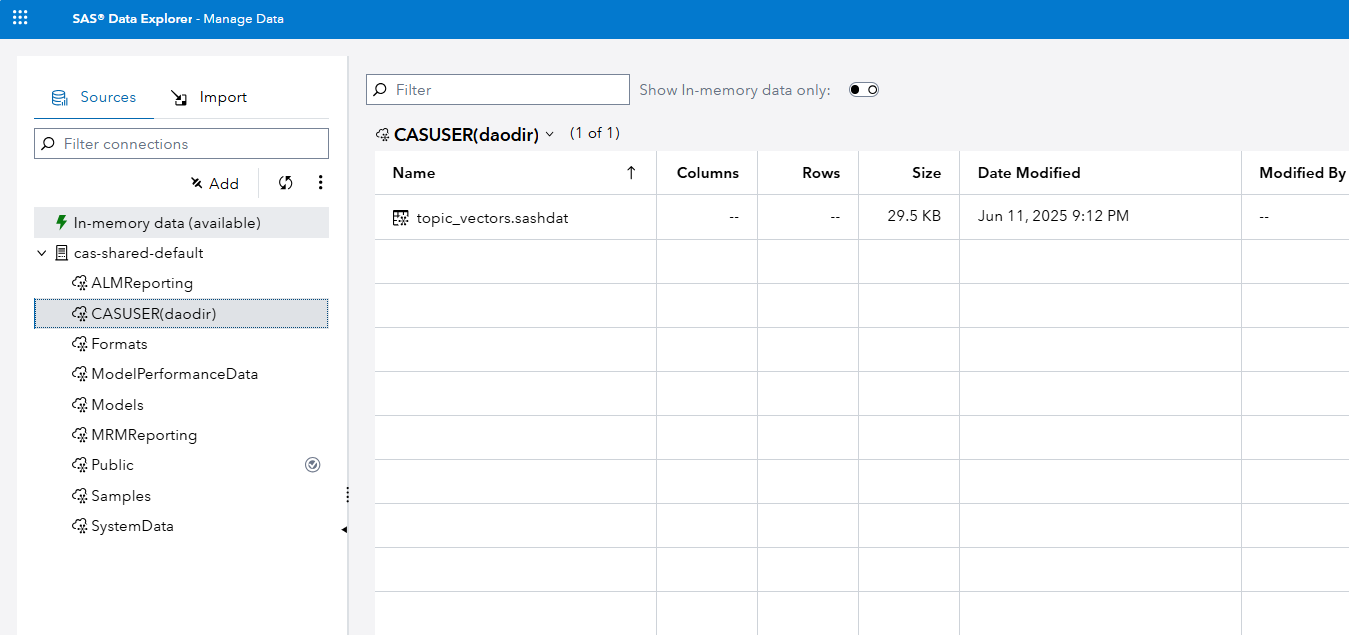 SAS® Data Explorer - Manage Data
Sources
Import
Filter connections
Add
In-memory data (available)
cas-shared-default
ALMReporting
CASUSER(daodir)
Formats
ModelPerformanceData
Models
MRMReporting
Public
Samples
SystemData
Filter
Show In-memory data only:
CASUSER(daodir) (1 of 1)
Name Columns Rows Size Date Modified Modified By
topic_vectors.sashdat -- -- 29.5 KB Jun 11, 2025 9:12 PM --